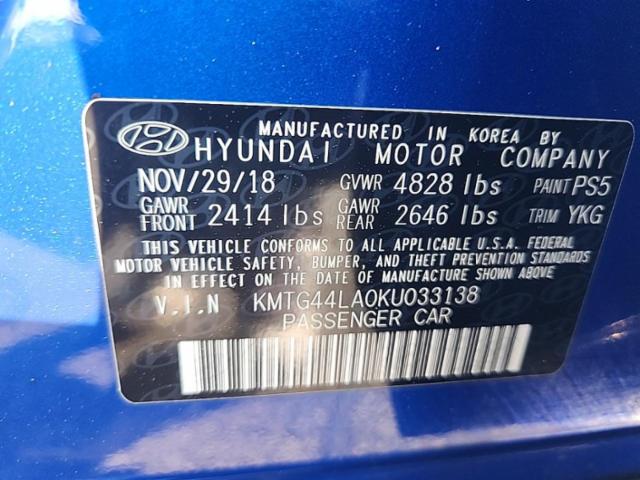 MANUFACTURED IN KOREA BY
HYUNDAI MOTOR COMPANY
NOV/29/18 GVWR 4828 lbs PAINT PS5
GAWR FRONT 2414 lbs GAWR REAR 2646 lbs TRIM YKG
THIS VEHICLE CONFORMS TO ALL APPLICABLE U.S.A. FEDERAL
MOTOR VEHICLE SAFETY, BUMPER, AND THEFT PREVENTION STANDARDS
IN EFFECT ON THE DATE OF MANUFACTURE SHOWN ABOVE
V.I.N KMTG44LA0KU033138
PASSENGER CAR